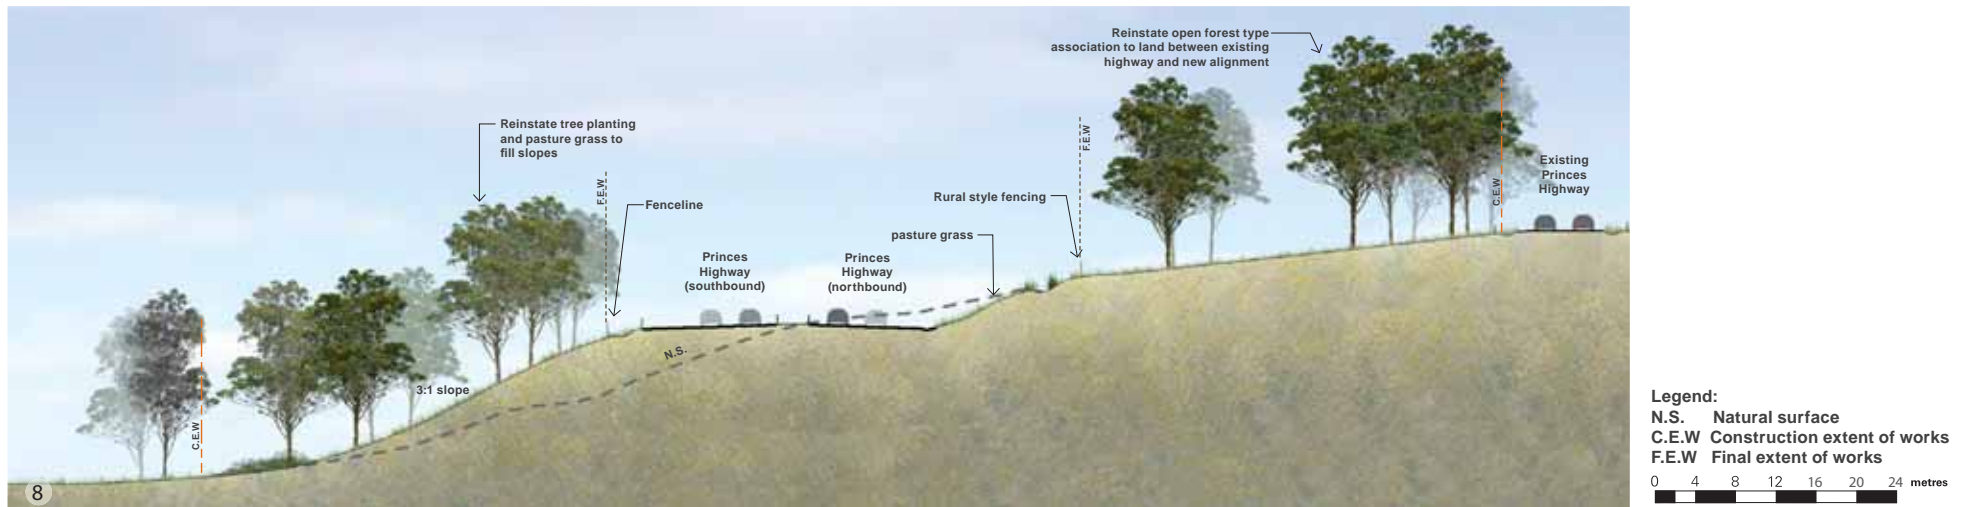 Reinstate open forest type
association to land between existing
highway and new alignment
Reinstate tree planting
and pasture grass to
fill slopes
F.E.W
F.E.W
Existing
Princes
Highway
C.E.W
Fenceline
Rural style fencing
pasture grass
Princes
Highway
(southbound)
Princes
Highway
(northbound)
N.S.
3:1 slope
C.E.W
8
Legend:
N.S. Natural surface
C.E.W Construction extent of works
F.E.W Final extent of works
0 4 8 12 16 20 24 metres